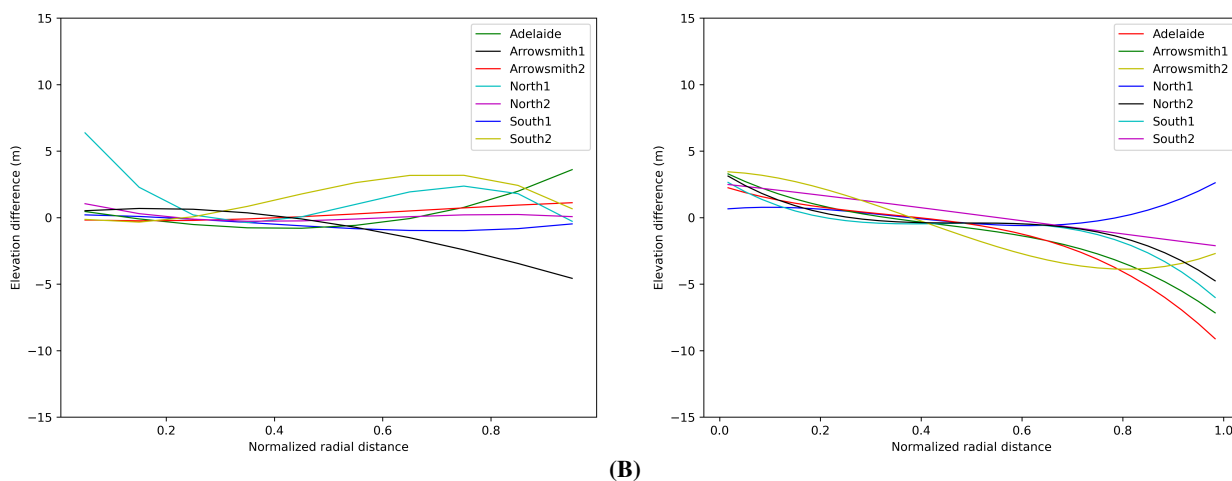 15
10
5
0
−5
−10
−15
0.2
0.4
0.6
0.8
Normalized radial distance
Elevation difference (m)
Adelaide
Arrowsmith1
Arrowsmith2
North1
North2
South1
South2
15
10
5
0
−5
−10
−15
0.0
0.2
0.4
0.6
0.8
1.0
Normalized radial distance
Elevation difference (m)
Adelaide
Arrowsmith1
Arrowsmith2
North1
North2
South1
South2
(B)